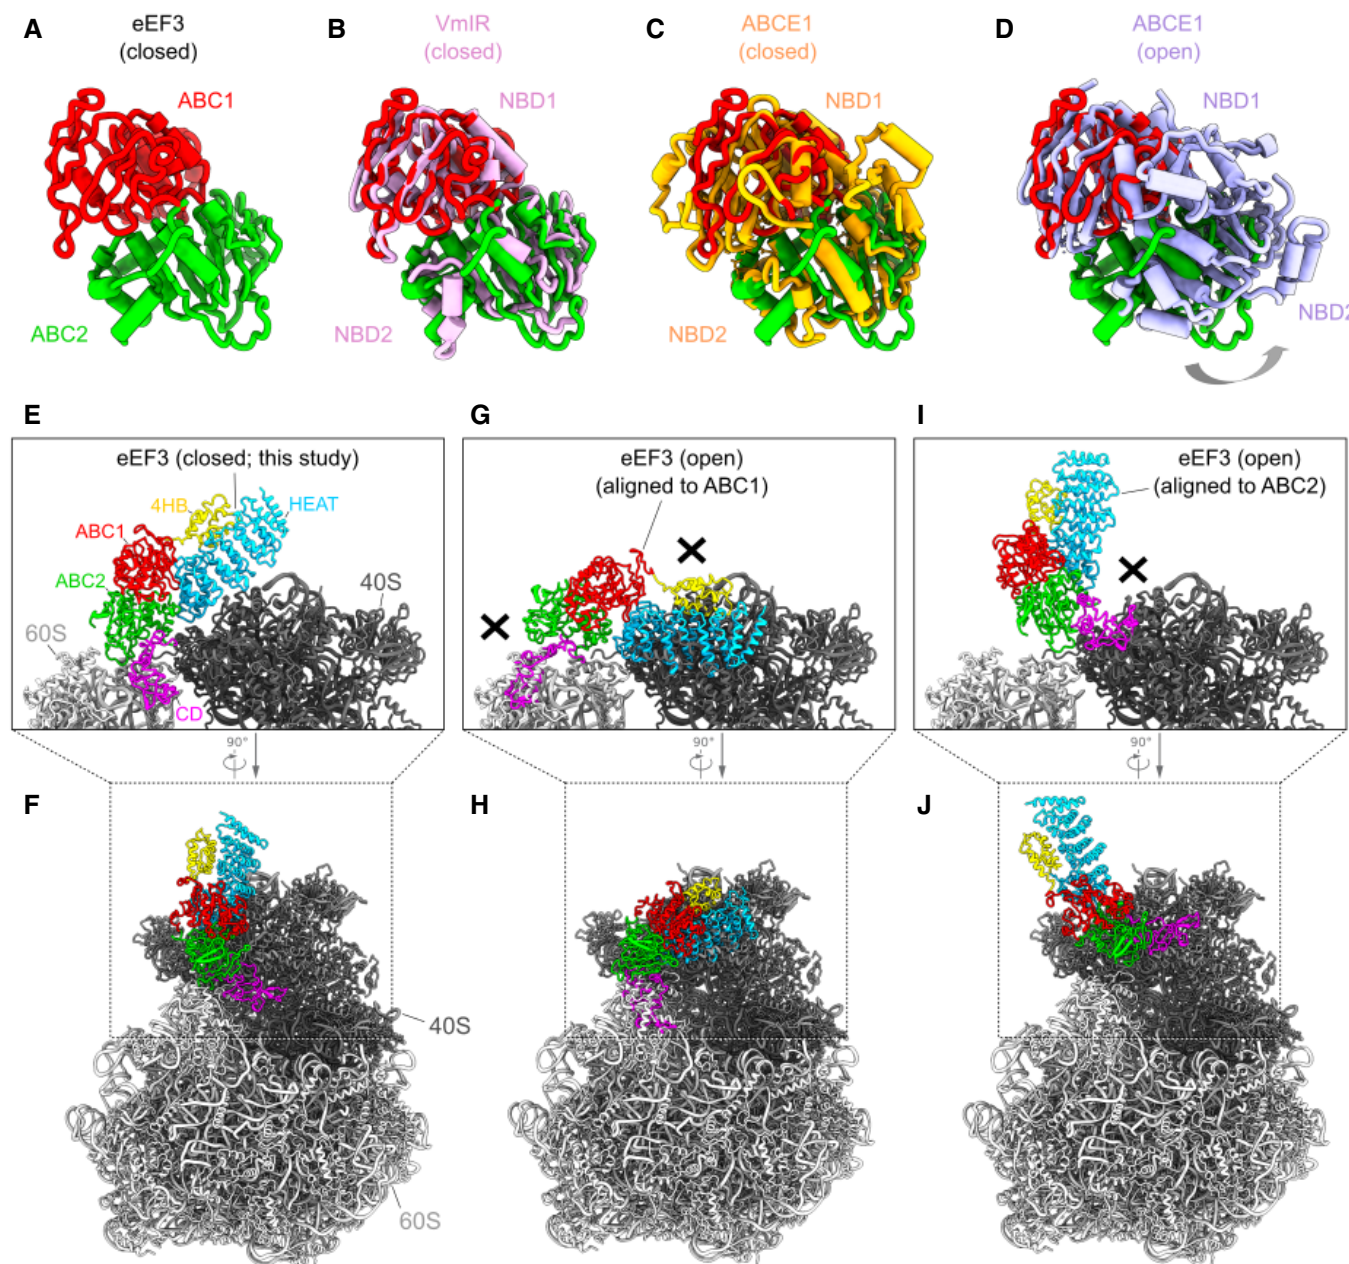 A
eEF3
(closed)
ABC1
ABC2
B
VmlR
(closed)
NBD1
NBD2
C
ABCE1
(closed)
NBD1
NBD2
D
ABCE1
(open)
NBD1
NBD2
E
eEF3 (closed; this study)
4HB
HEAT
ABC1
ABC2
40S
60S
CD
90°
G
eEF3 (open)
(aligned to ABC1)
90°
I
eEF3 (open)
(aligned to ABC2)
90°
F
40S
60S
H
J